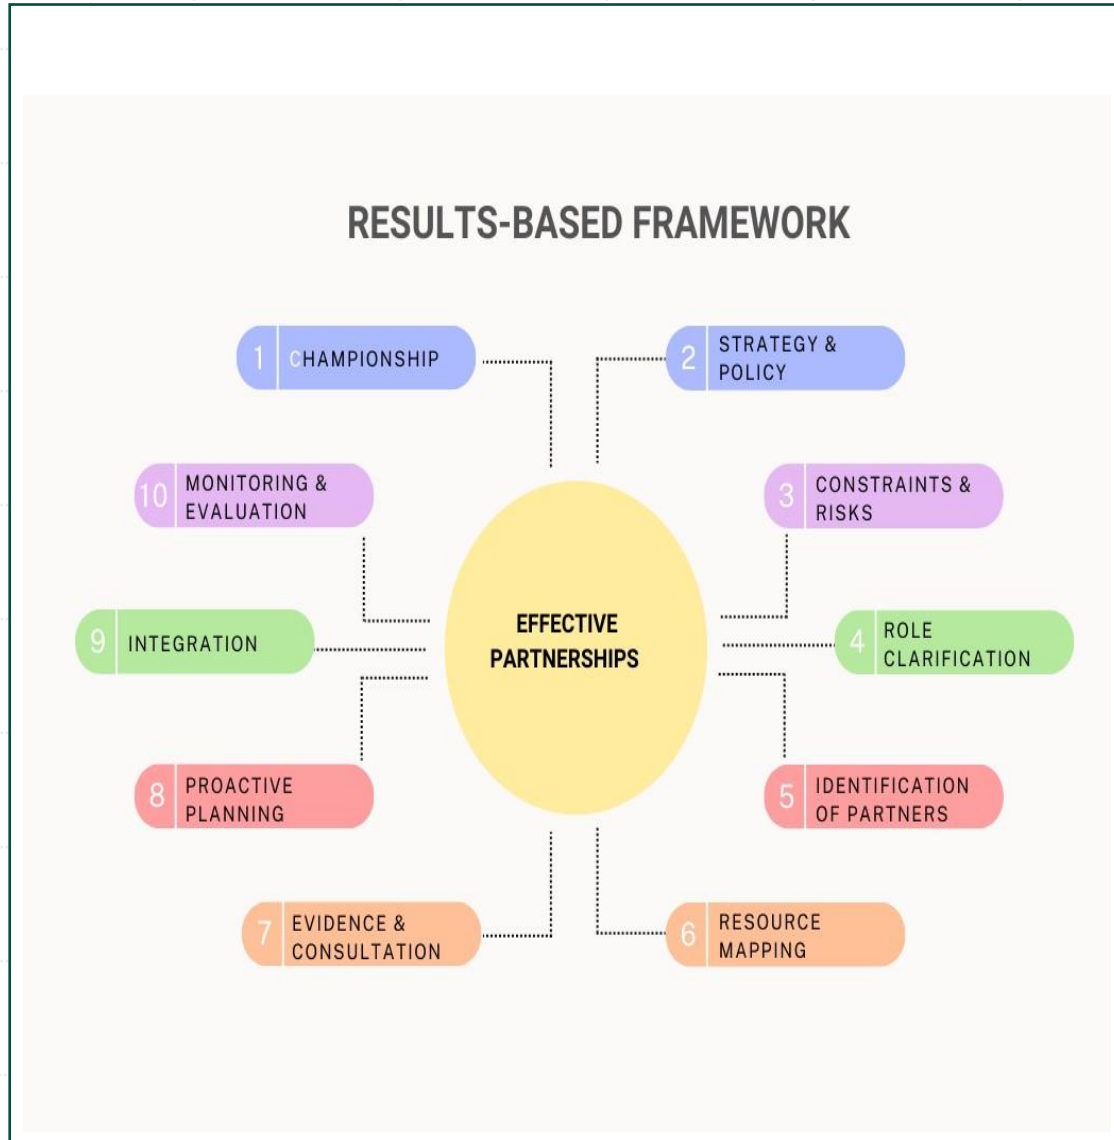 RESULTS-BASED FRAMEWORK
1 CHAMPIONSHIP
2 STRATEGY &
POLICY
3 CONSTRAINTS &
RISKS
4 ROLE
CLARIFICATION
5 IDENTIFICATION
OF PARTNERS
6 RESOURCE
MAPPING
7 EVIDENCE &
CONSULTATION
8 PROACTIVE
PLANNING
9 INTEGRATION
10 MONITORING &
EVALUATION
EFFECTIVE
PARTNERSHIPS